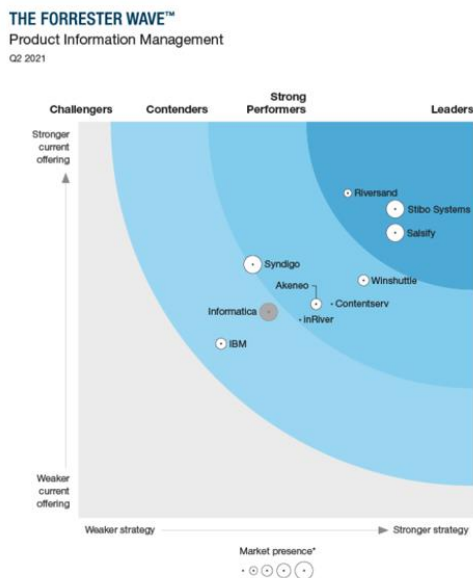 THE FORRESTER WAVE™
Product Information Management
Q2 2021
Challengers
Contenders
Strong
Performers
Leaders
Stronger
current
offering
Riversand
Stibo Systems
Salsify
Syndigo
Winshuttle
Akeneo
Contentserv
Informatica
inRiver
IBM
Weaker
current
offering
Weaker strategy
Stronger strategy
Market presence*